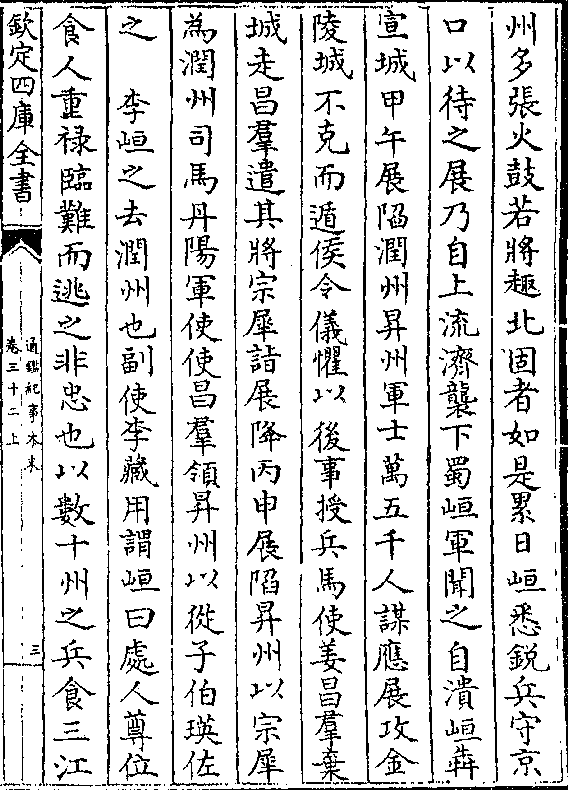 州多張火鼓若將趣北固者如是累日峘悉鋭兵守京
口以待之展乃自上流濟襲下蜀峘軍聞之自潰峘犇
宣城甲午展陷潤州昇州軍士萬五千人謀應展攻金
陵城不克而遁侯令儀懼以後事授兵馬使姜昌羣棄
城走昌羣遣其將宗犀詣展降丙申展陷昇州以宗犀
為潤州司馬丹陽軍使使昌羣領昇州以從子伯瑛佐
之　李峘之去潤州也副使李藏用謂峘曰處人尊位
食人重禄臨難而逃之非忠也以數十州之兵食三江
欽定四庫全書
通鑑紀事本末
卷三十二上
三